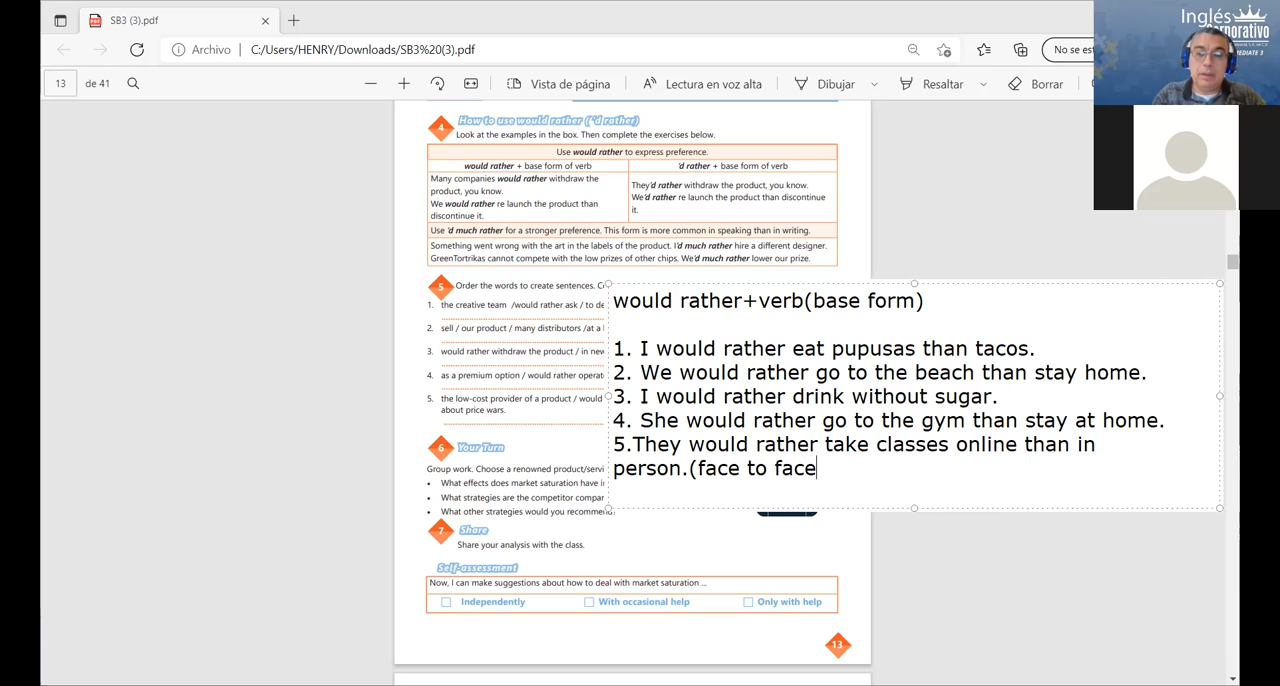 SB3 (3).pdf
Archivo
C:/Users/HENRY/Downloads/SB3%20(3).pdf
No se est
13 de 41
Vista de página
Lectura en voz alta
Dibujar
Resaltar
Borrar
Inglés
MEDIATE 3
4 How to use would rather ('d rather)
Look at the examples in the box. Then complete the exercises below.
Use would rather to express preference.
would rather + base form of verb
'd rather + base form of verb
Many companies would rather withdraw the
product, you know.
We would rather re launch the product than
discontinue it.
They'd rather withdraw the product, you know.
We'd rather re launch the product than discontinue
it.
Use 'd much rather for a stronger preference. This form is more common in speaking than in writing.
Something went wrong with the art in the labels of the product. I'd much rather hire a different designer.
GreenTortrikas cannot compete with the low prizes of other chips. We'd much rather lower our prize.
5 Order the words to create sentences.
1. the creative team /would rather ask / to de
2. sell / our product / many distributors /at a l
3. would rather withdraw the product / in new
4. as a premium option / would rather operat
5. the low-cost provider of a product / would
about price wars.
would rather+verb(base form)
1. I would rather eat pupusas than tacos.
2. We would rather go to the beach than stay home.
3. I would rather drink without sugar.
4. She would rather go to the gym than stay at home.
5.They would rather take classes online than in
person.(face to face
6 Your Turn
Group work. Choose a renowned product/servi
• What effects does market saturation have i
• What strategies are the competitor compar
• What other strategies would you recommend?
7 Share
Share your analysis with the class.
Self-assessment
Now, I can make suggestions about how to deal with market saturation ...
Independently
With occasional help
Only with help
13